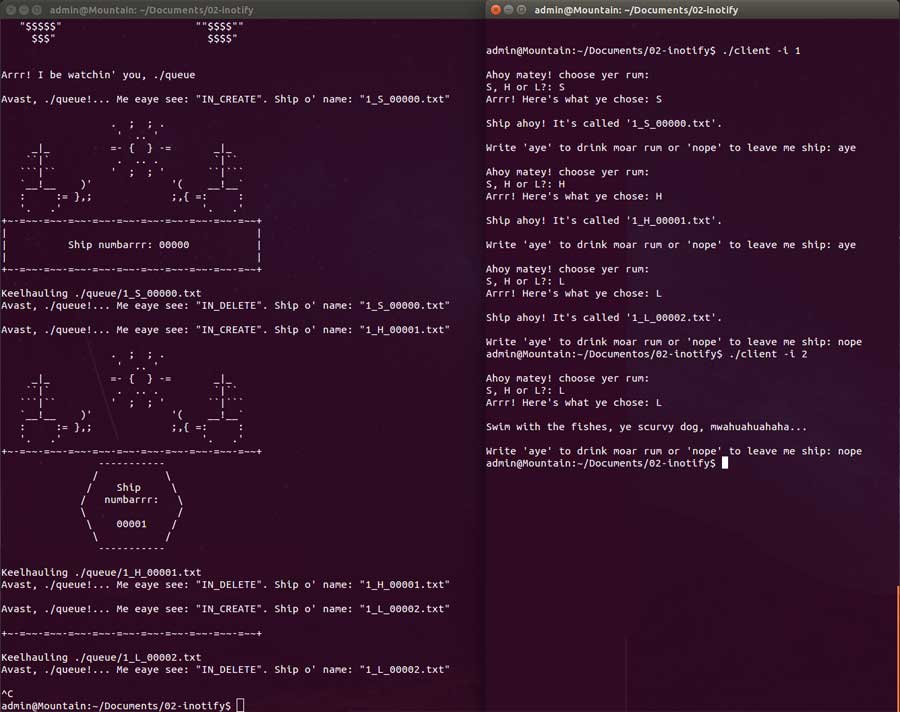 admin@Mountain: ~/Documents/02-inotify
"$$$$$"                      ""$$$$""
$$$"                         $$$$"
Arrr! I be watchin' you, ./queue
Avast, ./queue!... Me eaye see: "IN_CREATE". Ship o' name: "1_S_00000.txt"
                  .  ;  ; .
                   '  .. '
     _|_          =- {  } -=       _|_
    ``|`           .  .. .         `|``
   ```|``         '  ;  ; '       ``|```
   `__!__    )'             '(    __!__`
   :     := },;             ;,{ =:     :
   '.   .'                       '.   .'
+~-=~~-=~~-=~~-=~~-=~~-=~~-=~~-=~~-=~~-=~~+
|                                         |
|          Ship numbarrr: 00000           |
|                                         |
+~-=~~-=~~-=~~-=~~-=~~-=~~-=~~-=~~-=~~-=~~+
Keelhauling ./queue/1_S_00000.txt
Avast, ./queue!... Me eaye see: "IN_DELETE". Ship o' name: "1_S_00000.txt"
Avast, ./queue!... Me eaye see: "IN_CREATE". Ship o' name: "1_H_00001.txt"
                  .  ;  ; .
                   '  .. '
     _|_          =- {  } -=       _|_
    ``|`           .  .. .         `|``
   ```|``         '  ;  ; '       ``|```
   `__!__    )'             '(    __!__`
   :     := },;             ;,{ =:     :
   '.   .'                       '.   .'
+~-=~~-=~~-=~~-=~~-=~~-=~~-=~~-=~~-=~~-=~~+
                -----------
               /           \
              /    Ship     \
             /   numbarrr:   \
             \               /
              \    00001    /
               \           /
                -----------
Keelhauling ./queue/1_H_00001.txt
Avast, ./queue!... Me eaye see: "IN_DELETE". Ship o' name: "1_H_00001.txt"
Avast, ./queue!... Me eaye see: "IN_CREATE". Ship o' name: "1_L_00002.txt"
+~-=~~-=~~-=~~-=~~-=~~-=~~-=~~-=~~-=~~-=~~+
Keelhauling ./queue/1_L_00002.txt
Avast, ./queue!... Me eaye see: "IN_DELETE". Ship o' name: "1_L_00002.txt"
^C
admin@Mountain:~/Documents/02-inotify$
admin@Mountain: ~/Documents/02-inotify
admin@Mountain:~/Documents/02-inotify$ ./client -i 1
Ahoy matey! choose yer rum:
S, H or L?: S
Arrr! Here's what ye chose: S
Ship ahoy! It's called '1_S_00000.txt'.
Write 'aye' to drink moar rum or 'nope' to leave me ship: aye
Ahoy matey! choose yer rum:
S, H or L?: H
Arrr! Here's what ye chose: H
Ship ahoy! It's called '1_H_00001.txt'.
Write 'aye' to drink moar rum or 'nope' to leave me ship: aye
Ahoy matey! choose yer rum:
S, H or L?: L
Arrr! Here's what ye chose: L
Ship ahoy! It's called '1_L_00002.txt'.
Write 'aye' to drink moar rum or 'nope' to leave me ship: nope
admin@Mountain:~/Documentos/02-inotify$ ./client -i 2
Ahoy matey! choose yer rum:
S, H or L?: L
Arrr! Here's what ye chose: L
Swim with the fishes, ye scurvy dog, mwahuahuahaha...
Write 'aye' to drink moar rum or 'nope' to leave me ship: nope
admin@Mountain:~/Documents/02-inotify$